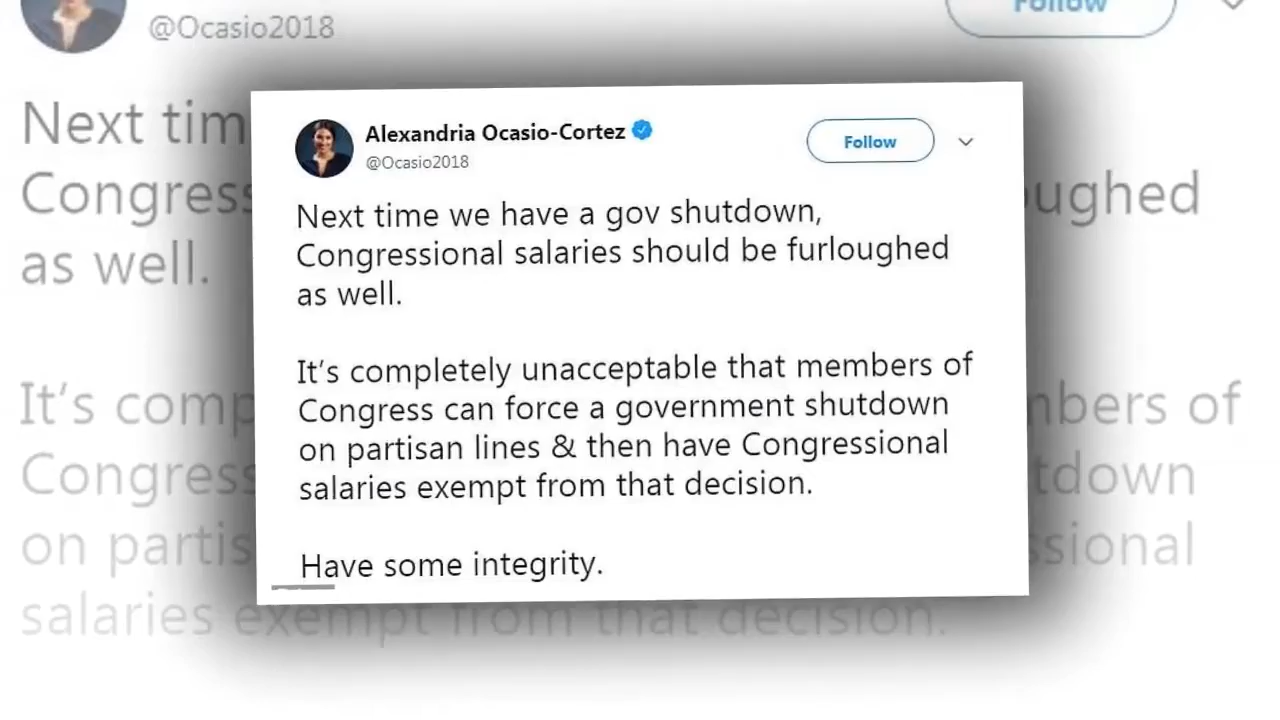 @Ocasio2018
Follow
Next tim
Congress
oughed
as well.
It's comp
mbers of
Congress
tdown
on partis
ssional
salaries exempt from that decision.
Alexandria Ocasio-Cortez
@Ocasio2018
Follow
Next time we have a gov shutdown,
Congressional salaries should be furloughed
as well.
It's completely unacceptable that members of
Congress can force a government shutdown
on partisan lines & then have Congressional
salaries exempt from that decision.
Have some integrity.